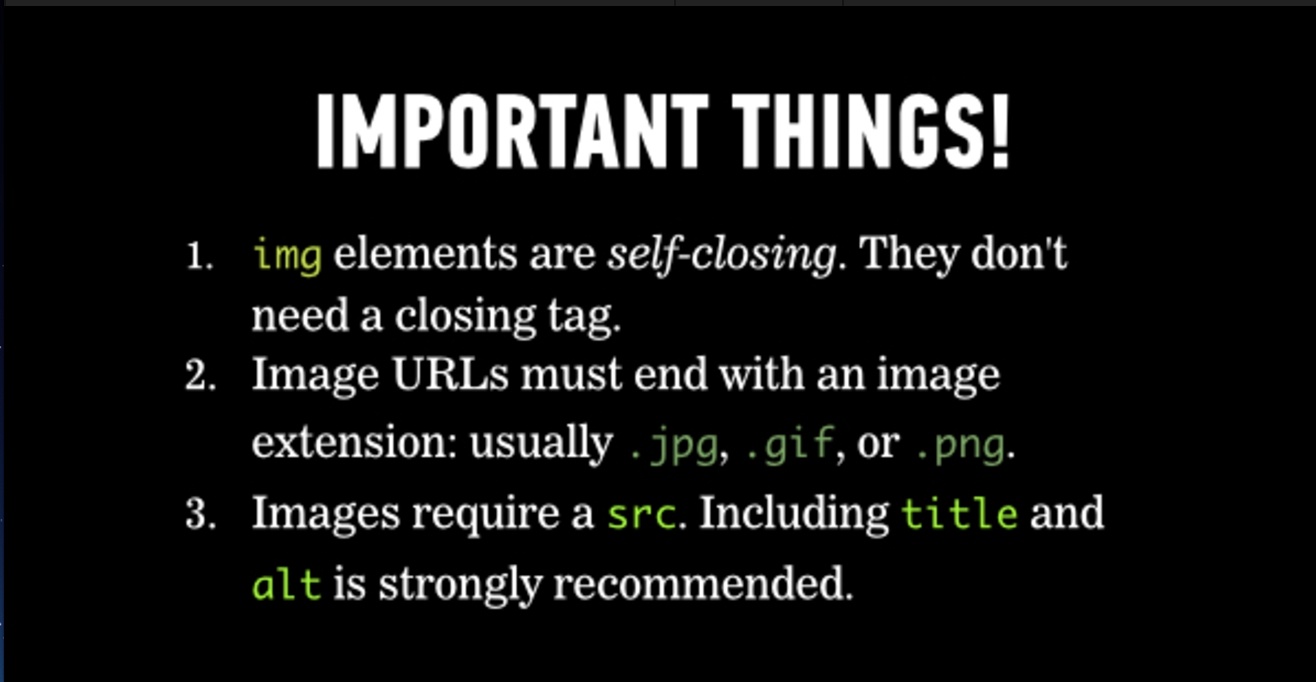 IMPORTANT THINGS!
1. img elements are self-closing. They don't
need a closing tag.
2. Image URLs must end with an image
extension: usually .jpg, .gif, or .png.
3. Images require a src. Including title and
alt is strongly recommended.